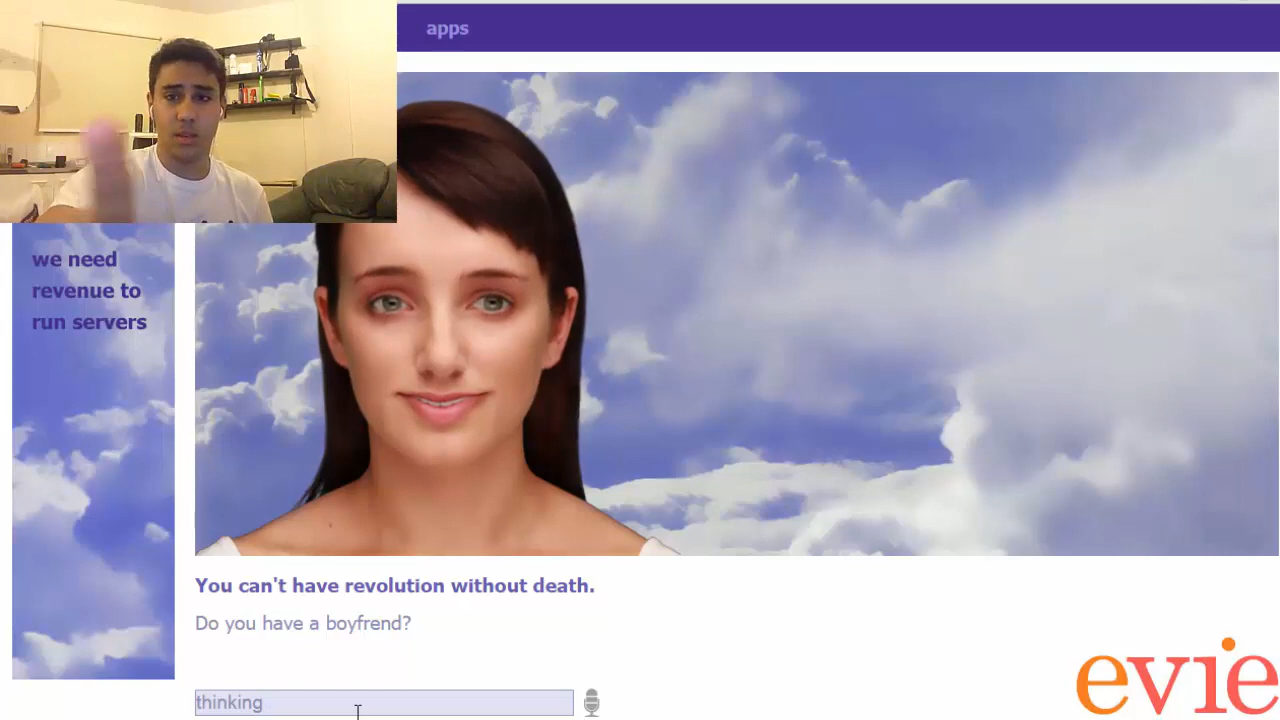 apps
we need
revenue to
run servers
You can't have revolution without death.
Do you have a boyfrend?
thinking
evie